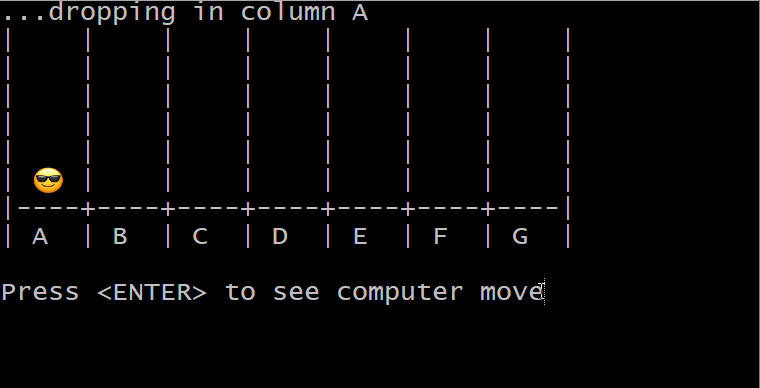 ...dropping in column A
|    |    |    |    |    |    |    |
|    |    |    |    |    |    |    |
|    |    |    |    |    |    |    |
|    |    |    |    |    |    |    |
|    |    |    |    |    |    |    |
| 😎 |    |    |    |    |    |    |
|----+----+----+----+----+----+----|
| A  | B  | C  | D  | E  | F  | G  |
Press <ENTER> to see computer move